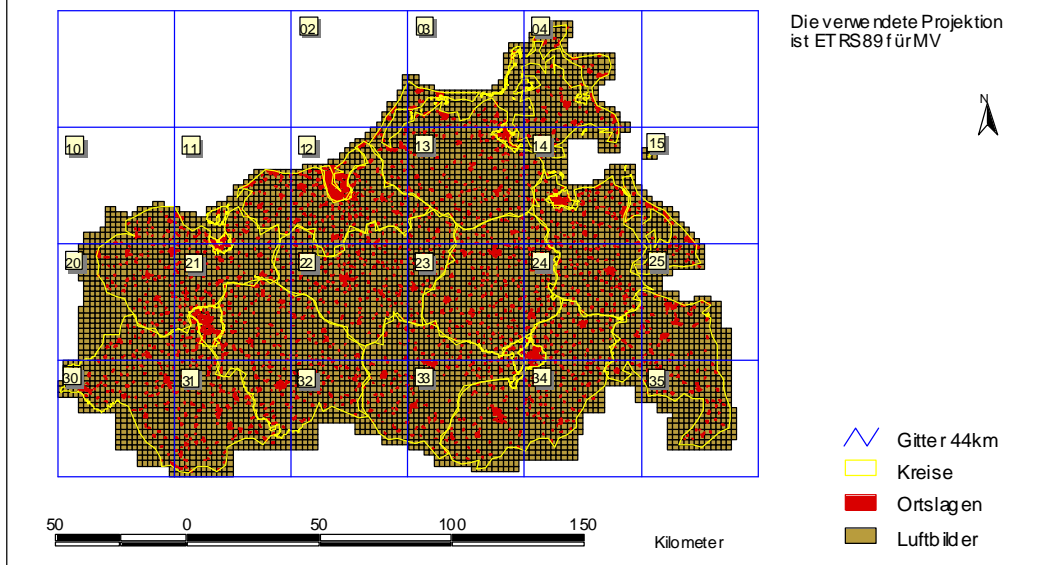 02 03 04
Die verwendete Projektion
ist ETRS89 für MV
N
10 11 12 13 14 15
20 21 22 23 24 25
30 31 32 33 34 35
Gitter 44km
Kreise
Ortslagen
Luftbilder
50 0 50 100 150
Kilometer